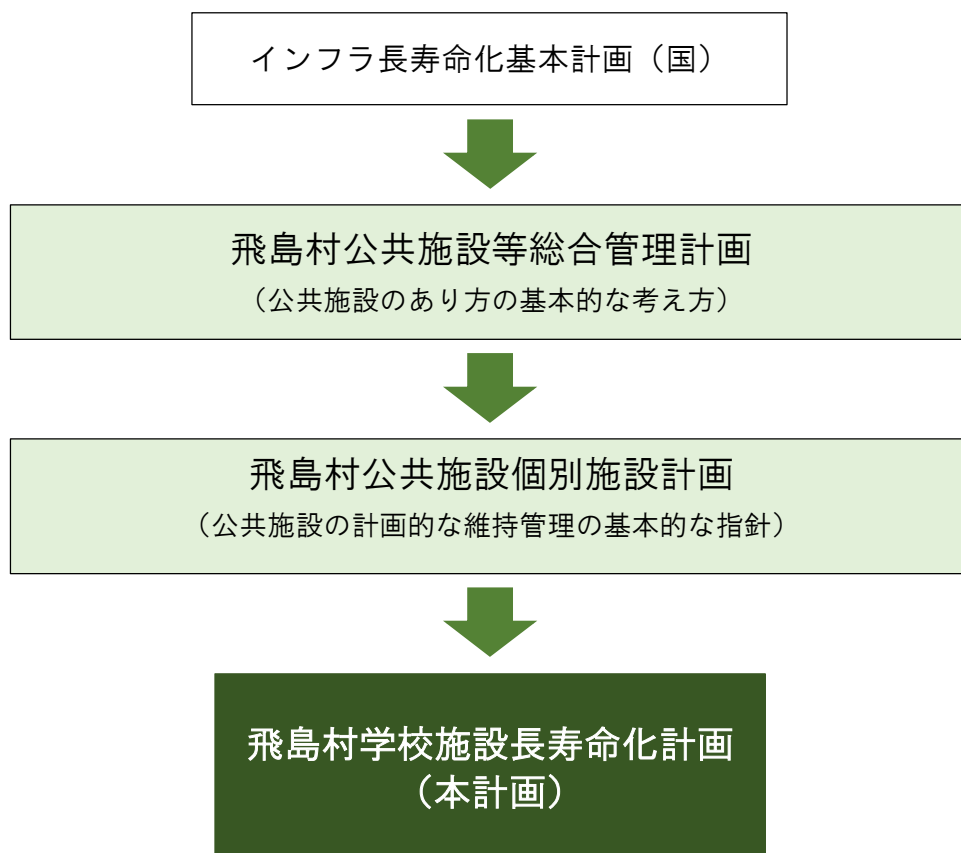 インフラ長寿命化基本計画（国）
飛島村公共施設等総合管理計画
（公共施設のあり方の基本的な考え方）
飛島村公共施設個別施設計画
（公共施設の計画的な維持管理の基本的な指針）
飛島村学校施設長寿命化計画
（本計画）